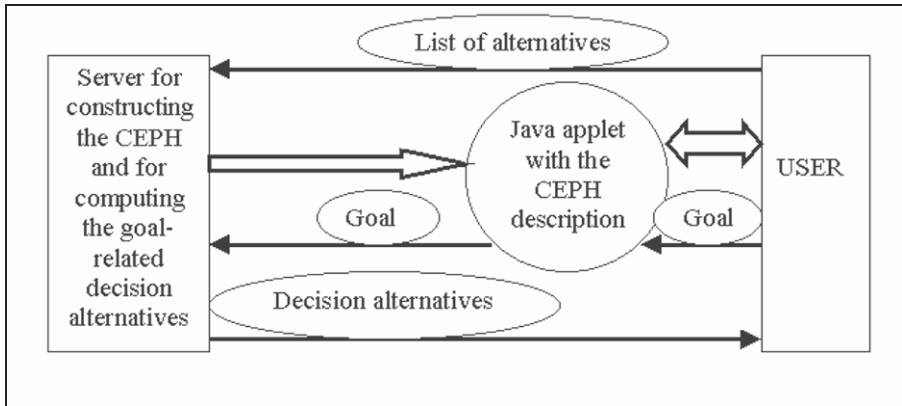 List of alternatives
Server for
constructing
the CEPH
and for
computing
the goal-
related
decision
alternatives
Java applet
with the
CEPH
description
USER
Goal
Goal
Decision alternatives